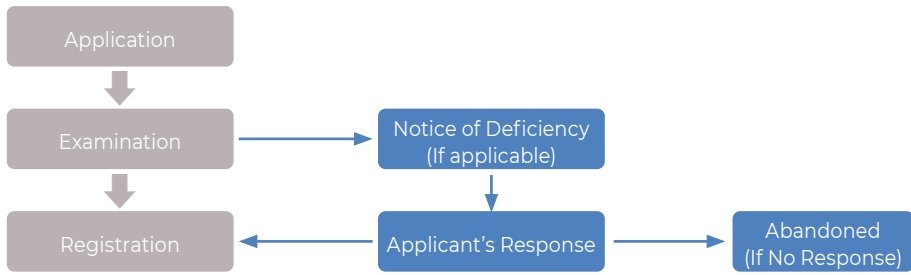 Application
Examination
Notice of Deficiency
(If applicable)
Registration
Applicant's Response
Abandoned
(If No Response)